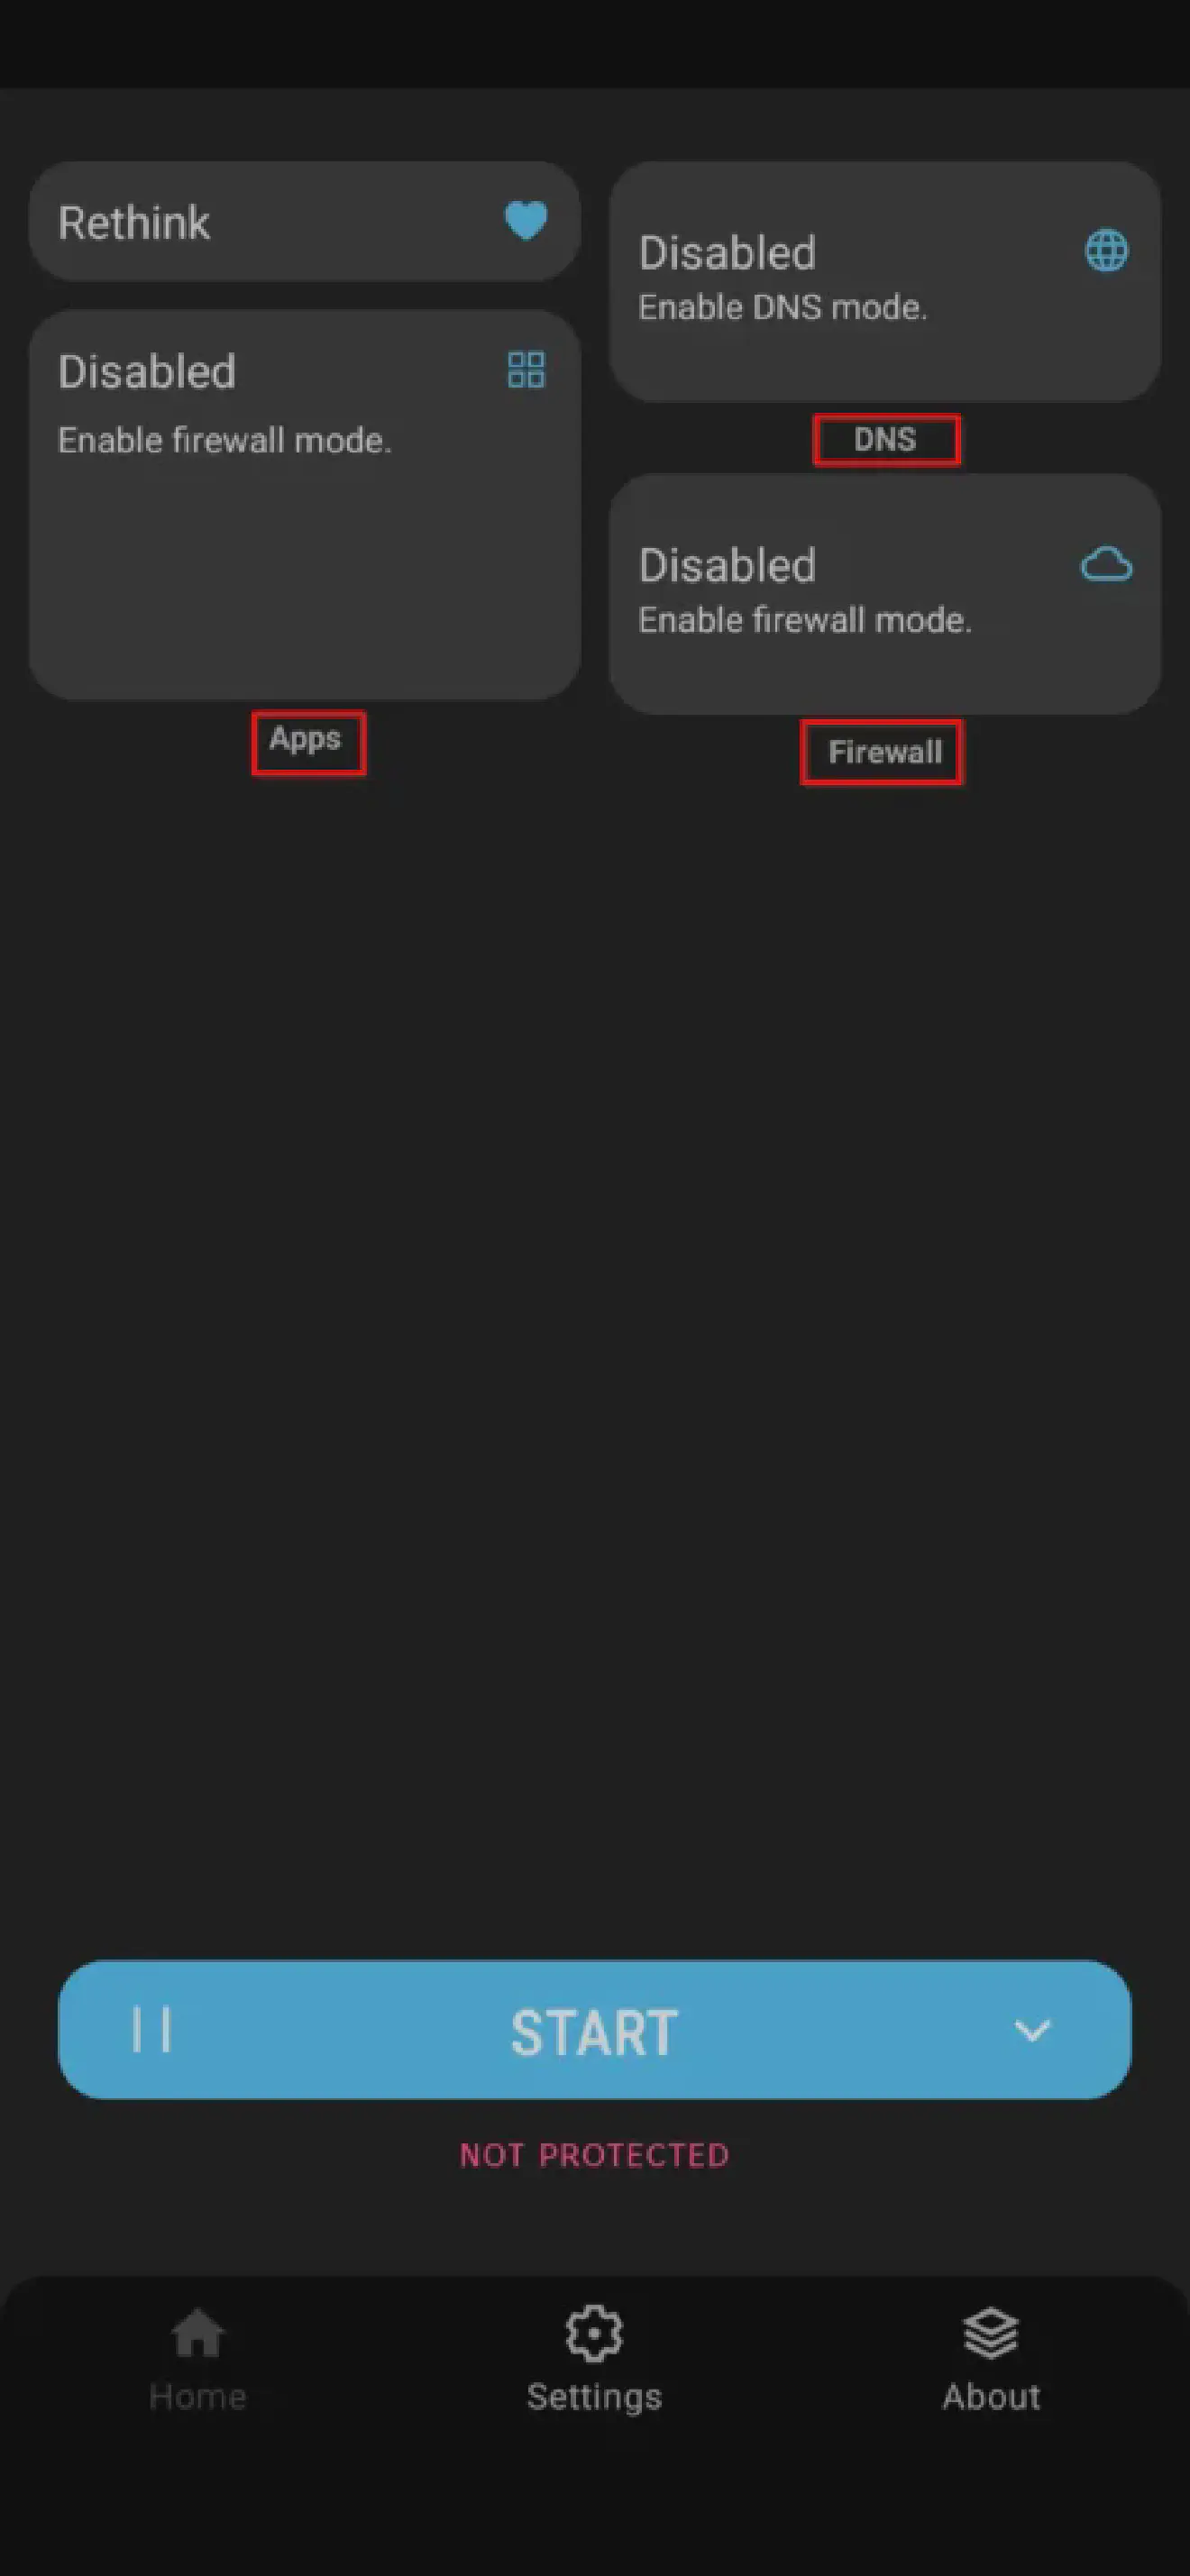 Rethink
Disabled
Enable firewall mode.
Apps
Disabled
Enable DNS mode.
DNS
Disabled
Enable firewall mode.
Firewall
START
NOT PROTECTED
Home
Settings
About